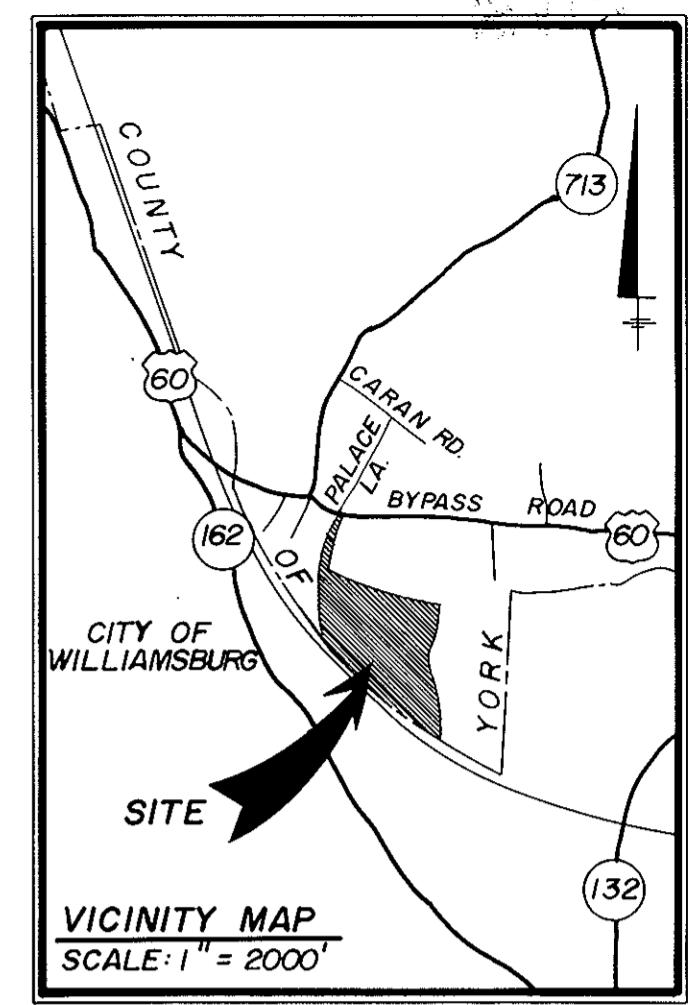 COUNTY
713
60
CARAN RD.
PALACE
LA.
BYPASS ROAD
60
162
OF
CITY OF
WILLIAMSBURG
YORK
SITE
132
VICINITY MAP
SCALE: 1" = 2000'